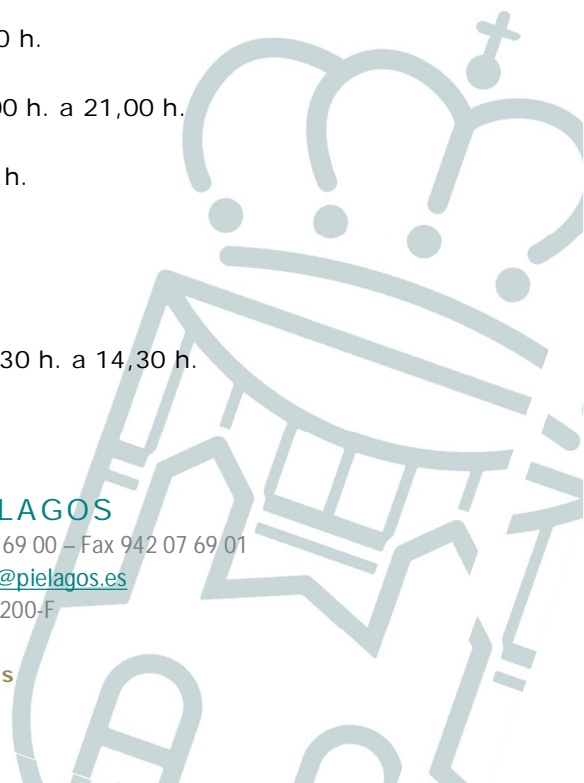 0 h.
00 h. a 21,00 h.
h.
30 h. a 14,30 h.
LAGOS
69 00 – Fax 942 07 69 01
@pielagos.es
200-F
s